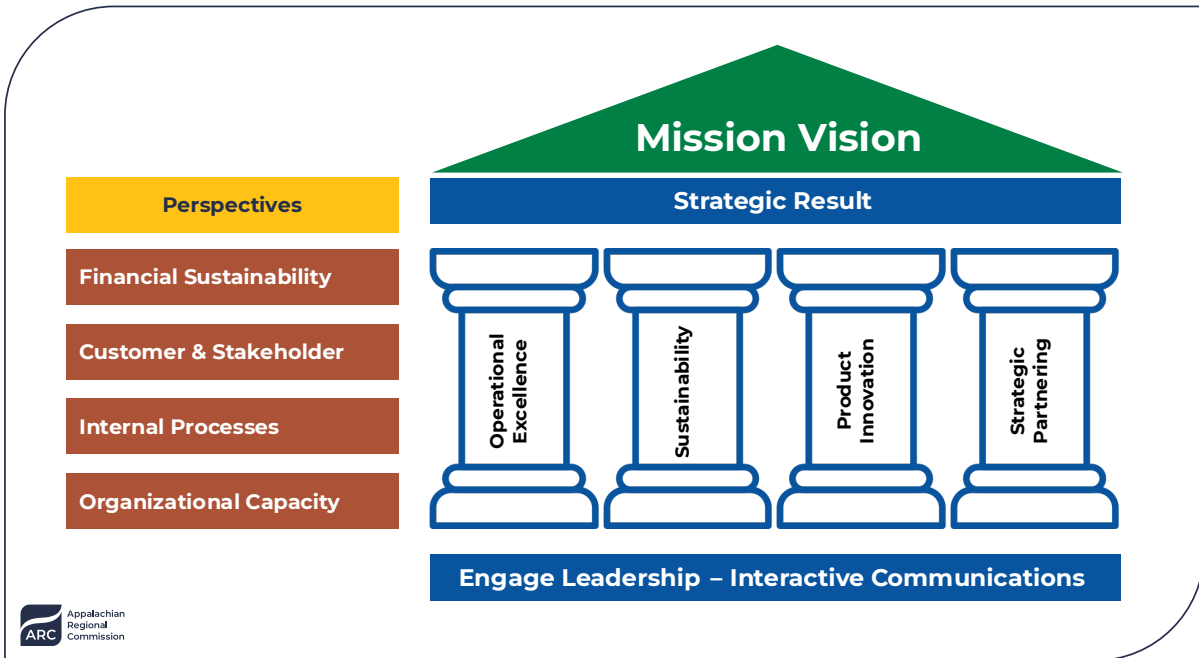 Mission Vision
Perspectives
Strategic Result
Financial Sustainability
Customer & Stakeholder
Internal Processes
Organizational Capacity
Operational
Excellence
Sustainability
Product
Innovation
Strategic
Partnering
Engage Leadership – Interactive Communications
ARC
Appalachian
Regional
Commission